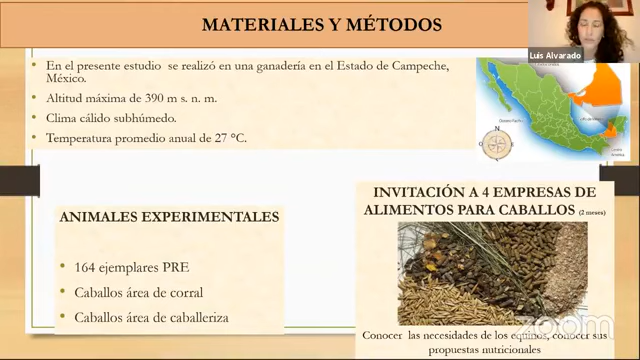 MATERIALES Y MÉTODOS
Luis Alvarado
• En el presente estudio se realizó en una ganadería en el Estado de Campeche,
México.
• Altitud máxima de 390 m s. n. m.
• Clima cálido subhúmedo.
• Temperatura promedio anual de 27 °C.
N
ANIMALES EXPERIMENTALES
• 164 ejemplares PRE
• Caballos área de corral
• Caballos área de caballeriza
INVITACIÓN A 4 EMPRESAS DE
ALIMENTOS PARA CABALLOS (2 meses)
Conocer las necesidades de los equinos, conocer sus
propuestas nutricionales
zoom